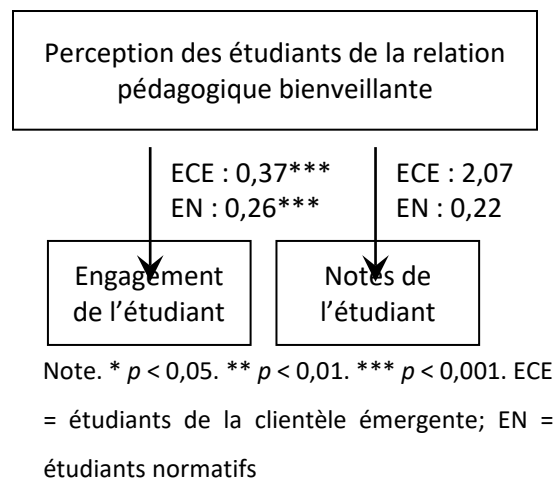 Perception des étudiants de la relation
pédagogique bienveillante
ECE : 0,37***
EN : 0,26***
ECE : 2,07
EN : 0,22
Engagement
de l’étudiant
Notes de
l’étudiant
Note. * p < 0,05. ** p < 0,01. *** p < 0,001. ECE
= étudiants de la clientèle émergente; EN =
étudiants normatifs